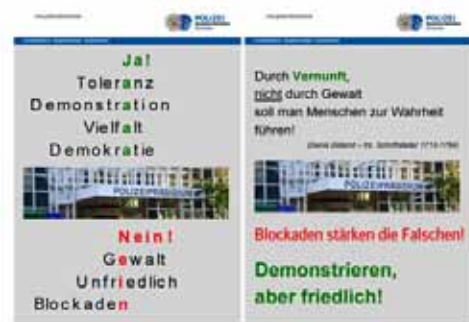 POLIZEI
Ja!
Toleranz
Demonstration
Vielfalt
Demokratie
POLIZEIPRÄSIDIUM
Nein!
Gewalt
Unfriedlich
Blockaden
POLIZEI
Durch Vernunft,
nicht durch Gewalt
soll man Menschen zur Wahrheit
führen!
POLIZEIPRÄSIDIUM
Blockaden stärken die Falschen!
Demonstrieren,
aber friedlich!